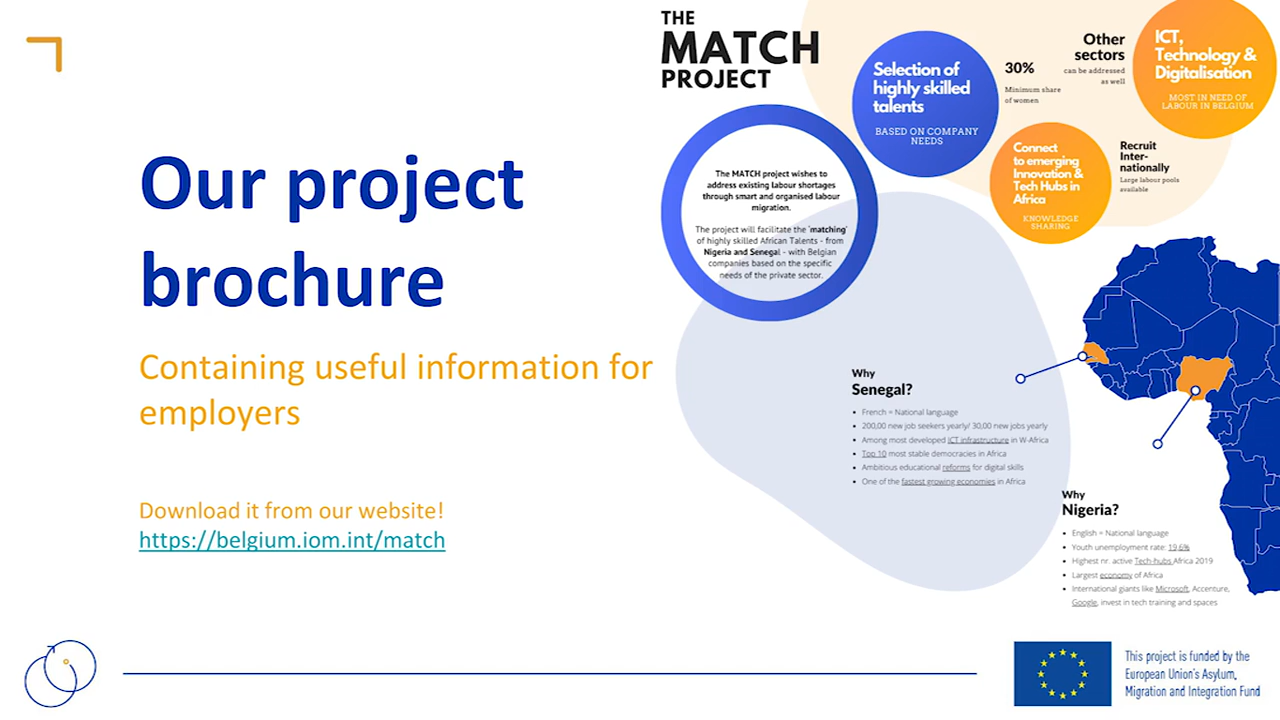 Our project
brochure
Containing useful information for
employers
Download it from our website!
https://belgium.iom.int/match
THE
MATCH
PROJECT
The MATCH project wishes to
address existing labour shortages
through smart and organised labour
migration.
The project will facilitate the 'matching'
of highly skilled African Talents - from
Nigeria and Senegal - with Belgian
companies based on the specific
needs of the private sector.
Selection of
highly skilled
talents
BASED ON COMPANY
NEEDS
30%
Minimum share
of women
Other
sectors
can be addressed
as well
ICT,
Technology &
Digitalisation
MOST IN NEED OF
LABOUR IN BELGIUM
Connect
to emerging
Innovation &
Tech Hubs in
Africa
KNOWLEDGE
SHARING
Recruit
Inter-
nationally
Large labour pools
available
Why
Senegal?
• French = National language
• 200,00 new job seekers yearly/ 30,00 new jobs yearly
• Among most developed ICT infrastructure in W-Africa
• Top 10 most stable democracies in Africa
• Ambitious educational reforms for digital skills
• One of the fastest growing economies in Africa
Why
Nigeria?
• English = National language
• Youth unemployment rate: 19,6%
• Highest nr. active Tech-hubs Africa 2019
• Largest economy of Africa
• International giants like Microsoft, Accenture,
Google, invest in tech training and spaces
This project is funded by the
European Union's Asylum,
Migration and Integration Fund